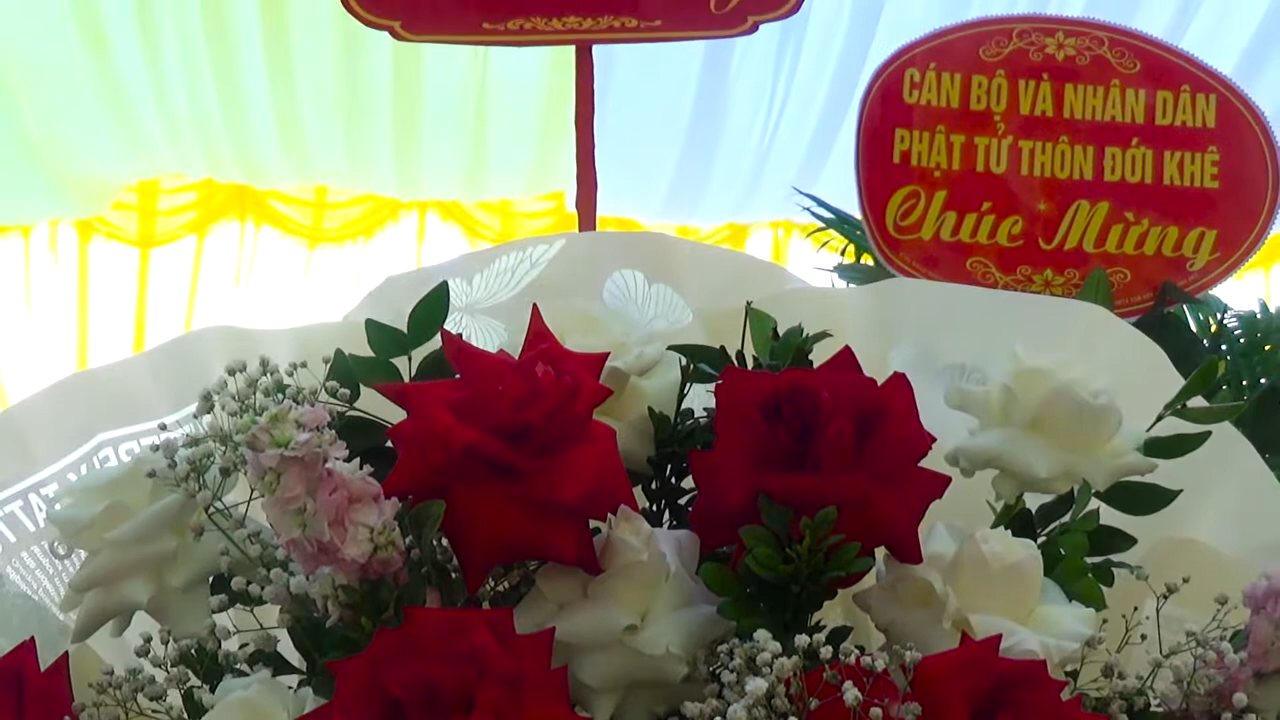 CÁN BỘ VÀ NHÂN DÂN
PHẬT TỬ THÔN ĐỚI KHÊ
Chúc Mừng